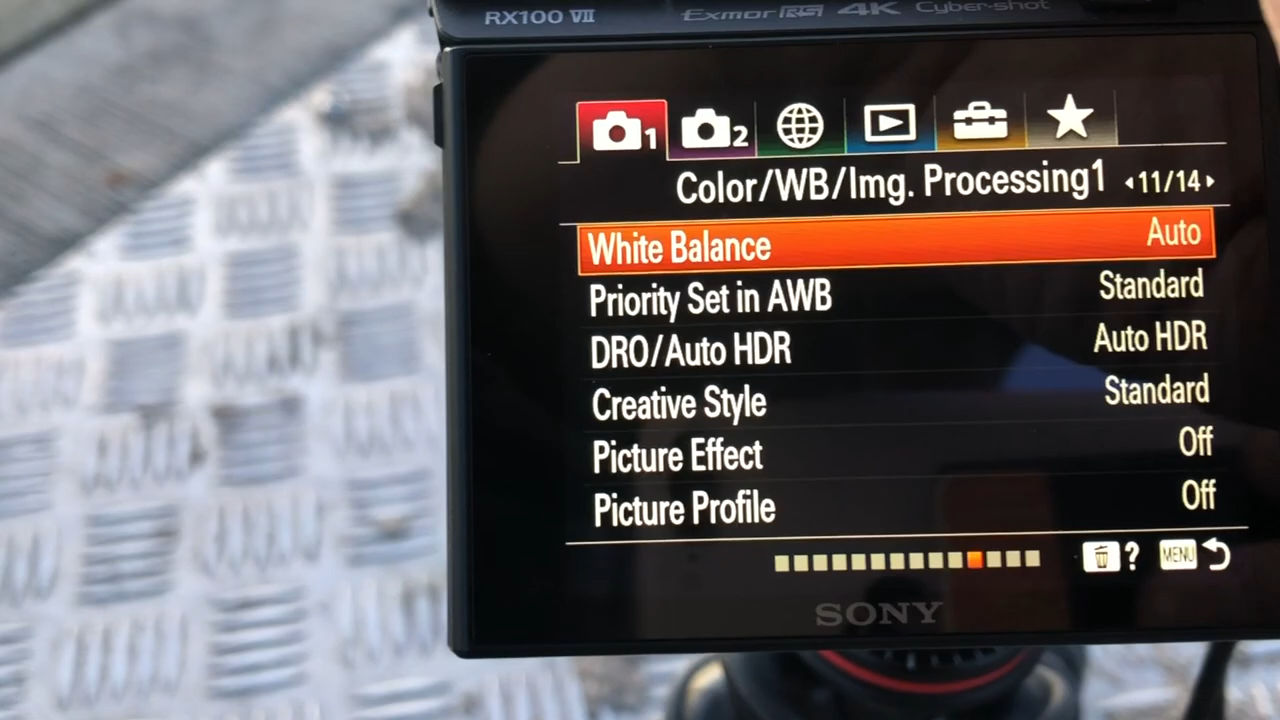 RX100 VII Exmor RS 4K Cyber-shot
1 2
Color/WB/Img. Processing1 11/14
White Balance Auto
Priority Set in AWB Standard
DRO/Auto HDR Auto HDR
Creative Style Standard
Picture Effect Off
Picture Profile Off
? MENU
SONY